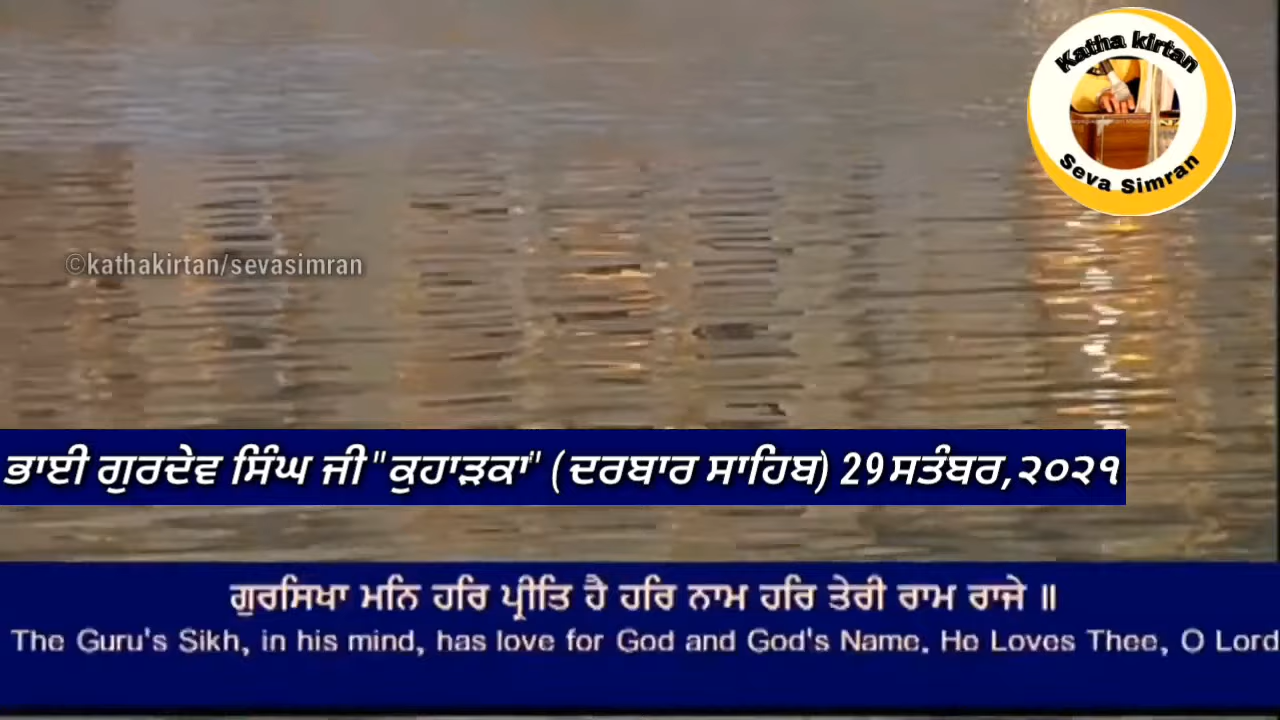 Katha kirtan
Seva Simran
©kathakirtan/sevasimran
ਭਾਈ ਗੁਰਦੇਵ ਸਿੰਘ ਜੀ "ਕੁਹਾੜਕਾ" (ਦਰਬਾਰ ਸਾਹਿਬ) 29 ਸਤੰਬਰ,੨੦੨੧
ਗੁਰਸਿਖਾ ਮਨਿ ਹਰਿ ਪ੍ਰੀਤਿ ਹੈ ਹਰਿ ਨਾਮ ਹਰਿ ਤੇਰੀ ਰਾਮ ਰਾਜੇ ॥
The Guru's Sikh, in his mind, has love for God and God's Name. He Loves Thee, O Lord